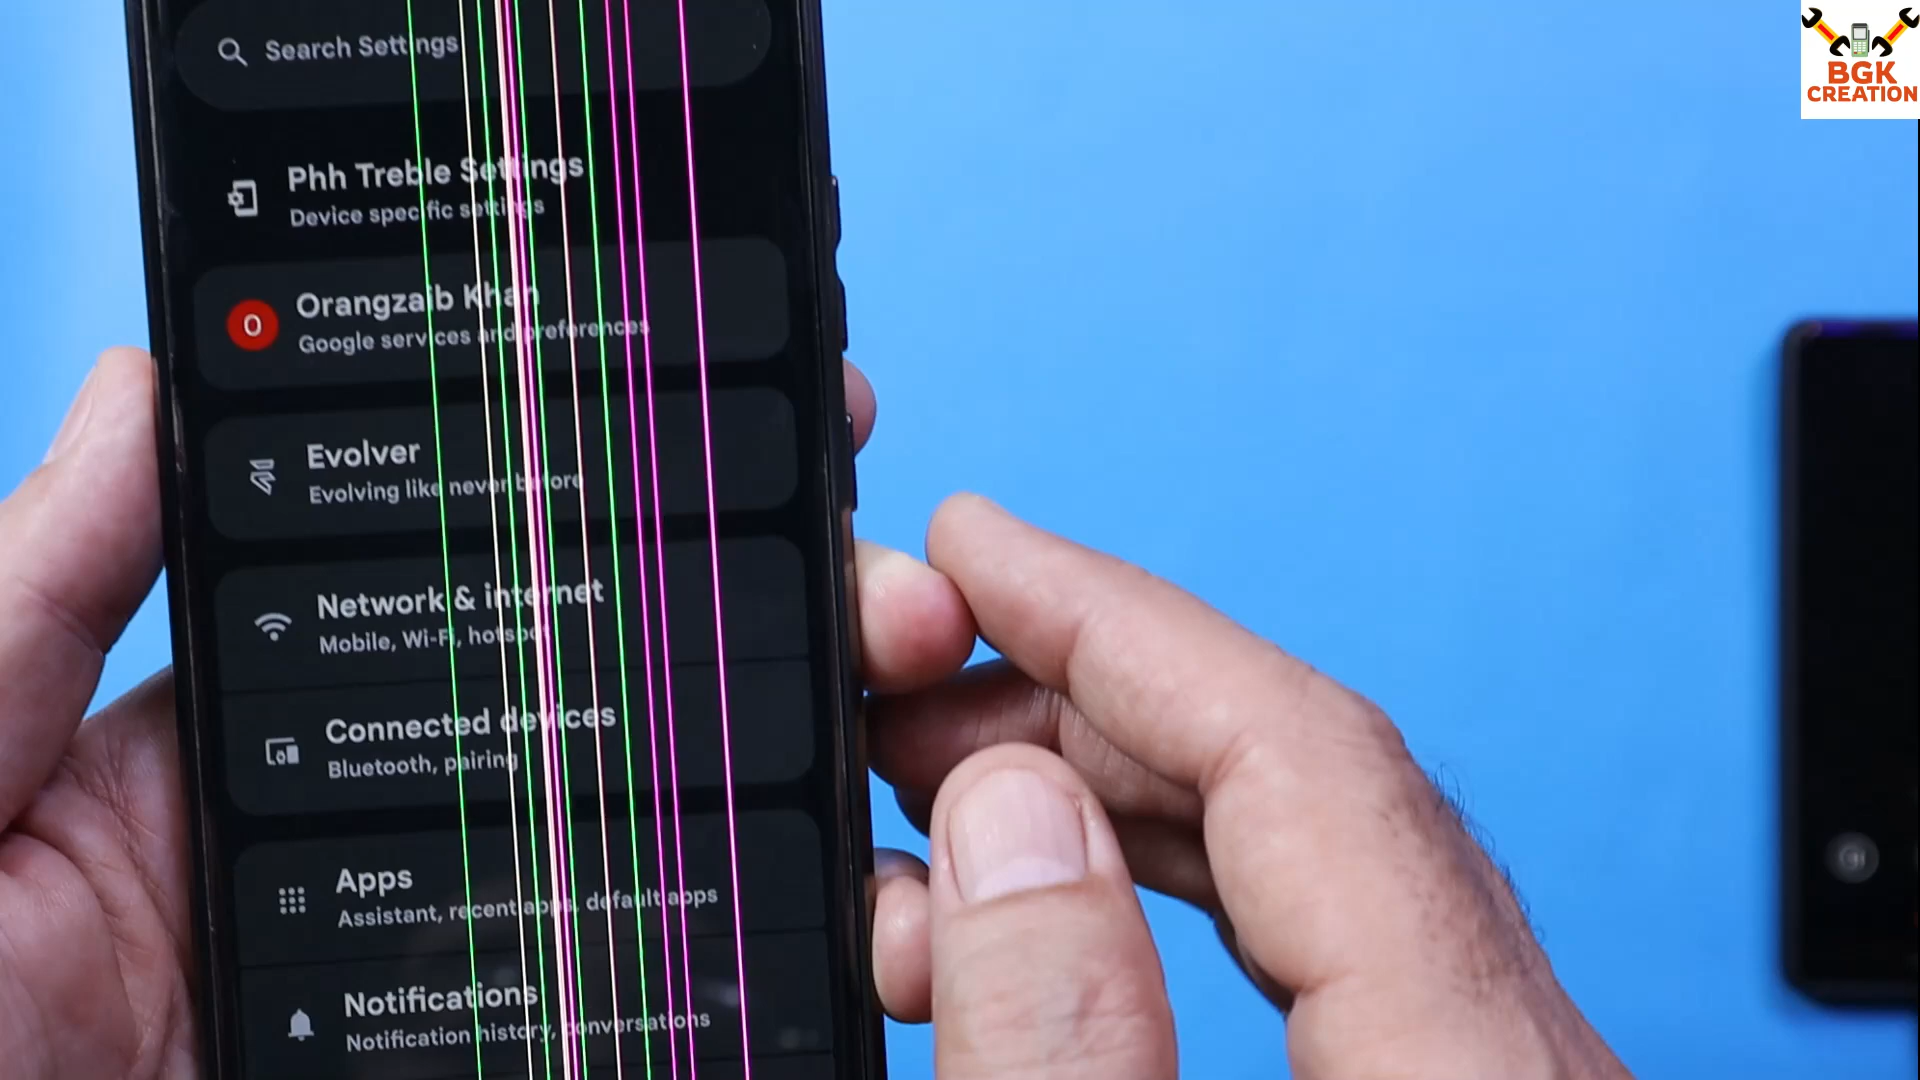 BGK
CREATION
Search Settings
Phh Treble Settings
Device specific settings
O
Orangzaib Khan
Google services and preferences
Evolver
Evolving like never before
Network & internet
Mobile, Wi-Fi, hotspot
Connected devices
Bluetooth, pairing
Apps
Assistant, recent apps, default apps
Notifications
Notification history, conversations